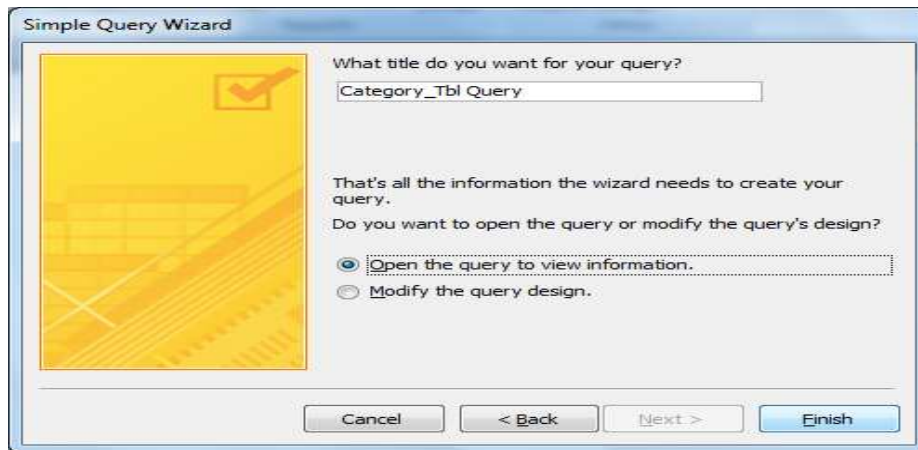 Simple Query Wizard
What title do you want for your query?
Category_Tbl Query
That's all the information the wizard needs to create your
query.
Do you want to open the query or modify the query's design?
Open the query to view information.
Modify the query design.
Cancel
< Back
Next >
Finish